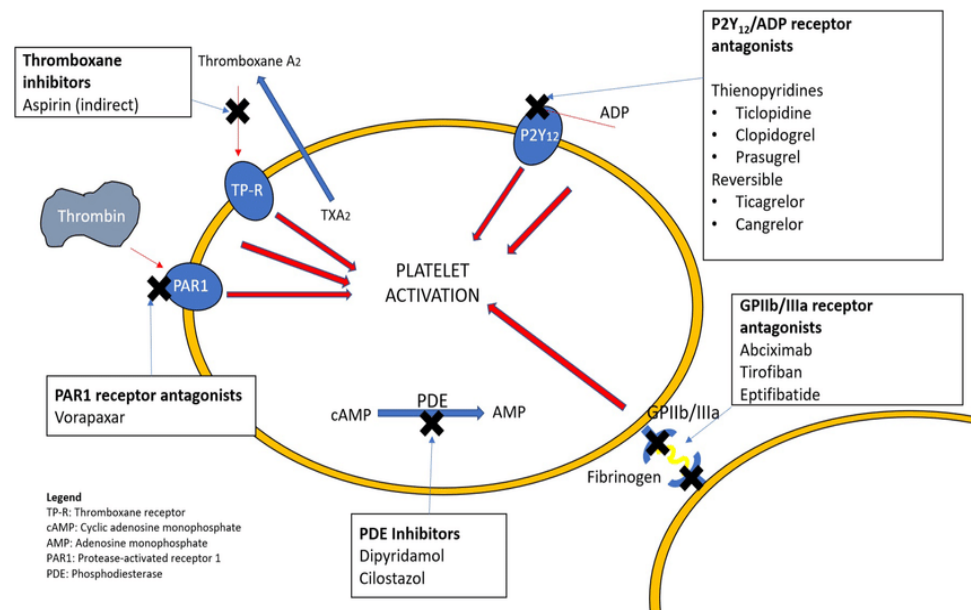 Thromboxane
inhibitors
Aspirin (indirect)
Thromboxane A2
P2Y12/ADP receptor
antagonists
Thienopyridines
• Ticlopidine
• Clopidogrel
• Prasugrel
Reversible
• Ticagrelor
• Cangrelor
ADP
P2Y12
TP-R
TXA2
Thrombin
PAR1
PLATELET
ACTIVATION
GPIIb/IIIa receptor
antagonists
Abciximab
Tirofiban
Eptifibatide
PAR1 receptor antagonists
Vorapaxar
PDE
cAMP
AMP
GPIIb/IIIa
Fibrinogen
PDE Inhibitors
Dipyridamol
Cilostazol
Legend
TP-R: Thromboxane receptor
cAMP: Cyclic adenosine monophosphate
AMP: Adenosine monophosphate
PAR1: Protease-activated receptor 1
PDE: Phosphodiesterase